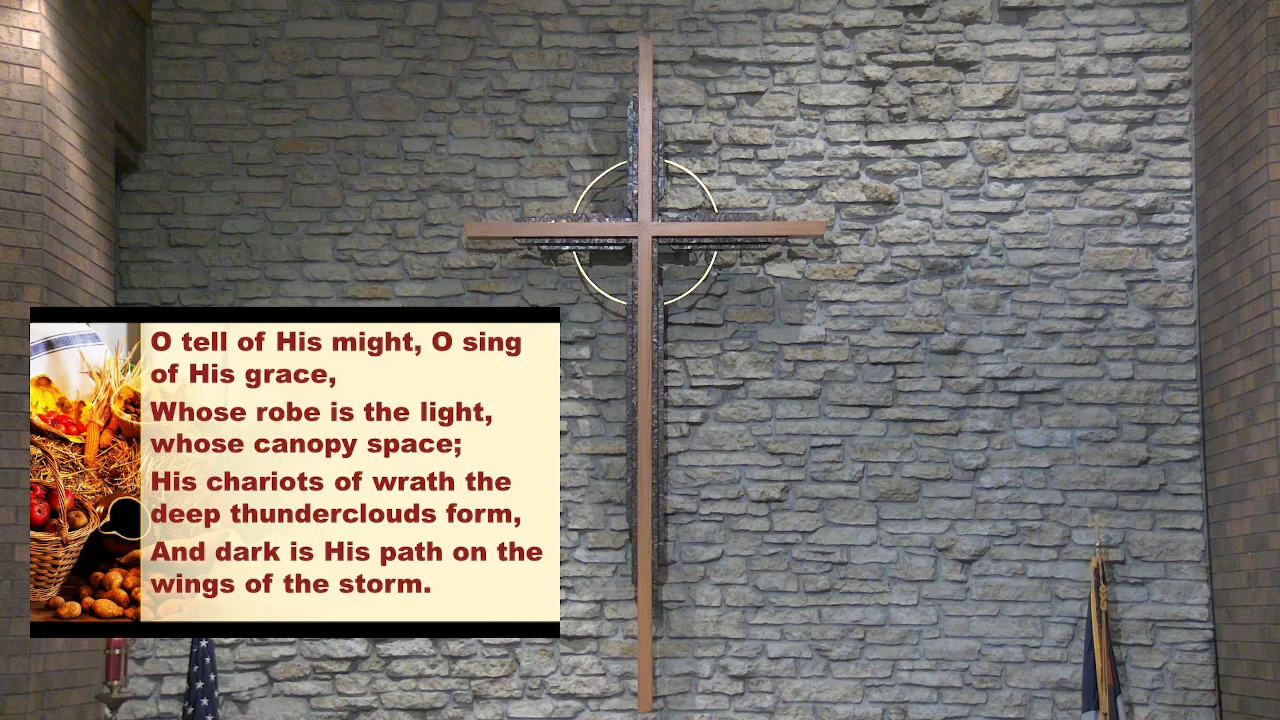 O tell of His might, O sing
of His grace,
Whose robe is the light,
whose canopy space;
His chariots of wrath the
deep thunderclouds form,
And dark is His path on the
wings of the storm.